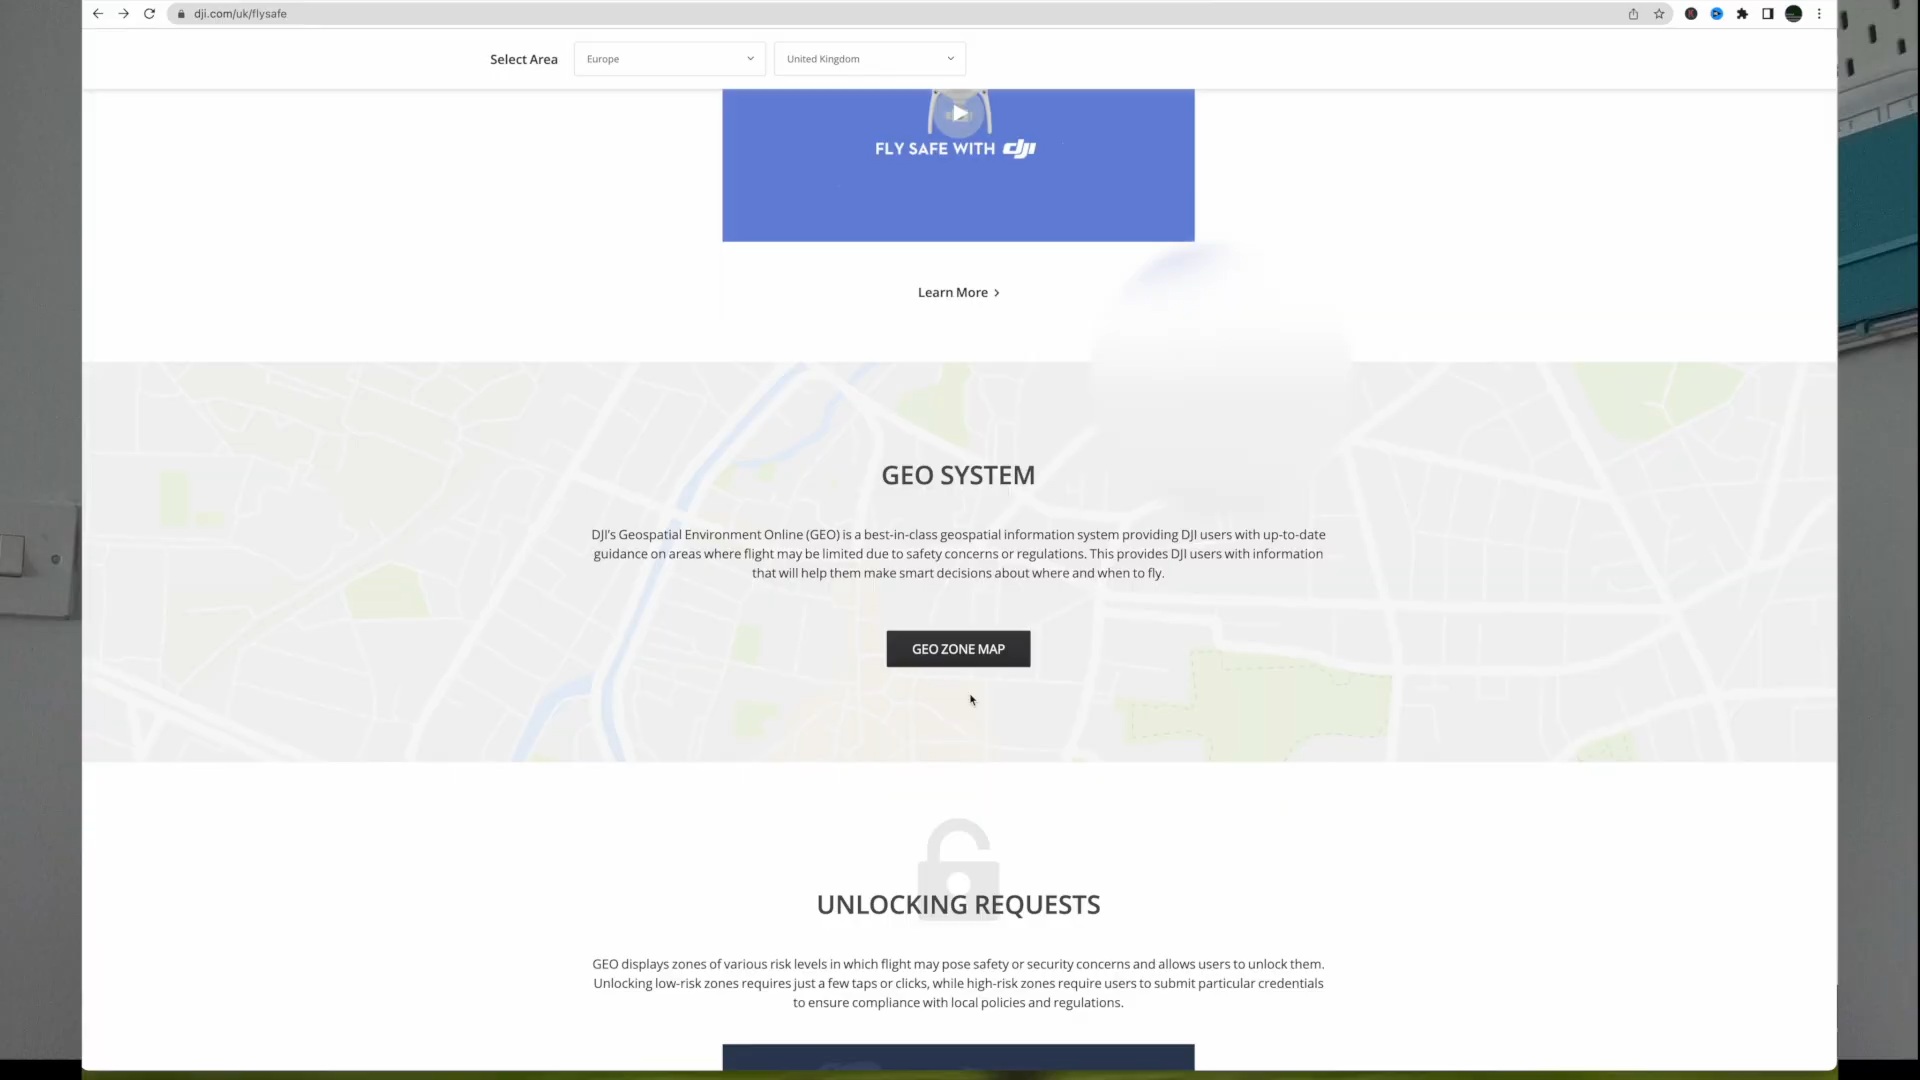 dji.com/uk/flysafe
Select Area
Europe
United Kingdom
FLY SAFE WITH dji
Learn More >
GEO SYSTEM
DJI's Geospatial Environment Online (GEO) is a best-in-class geospatial information system providing DJI users with up-to-date
guidance on areas where flight may be limited due to safety concerns or regulations. This provides DJI users with information
that will help them make smart decisions about where and when to fly.
GEO ZONE MAP
UNLOCKING REQUESTS
GEO displays zones of various risk levels in which flight may pose safety or security concerns and allows users to unlock them.
Unlocking low-risk zones requires just a few taps or clicks, while high-risk zones require users to submit particular credentials
to ensure compliance with local policies and regulations.